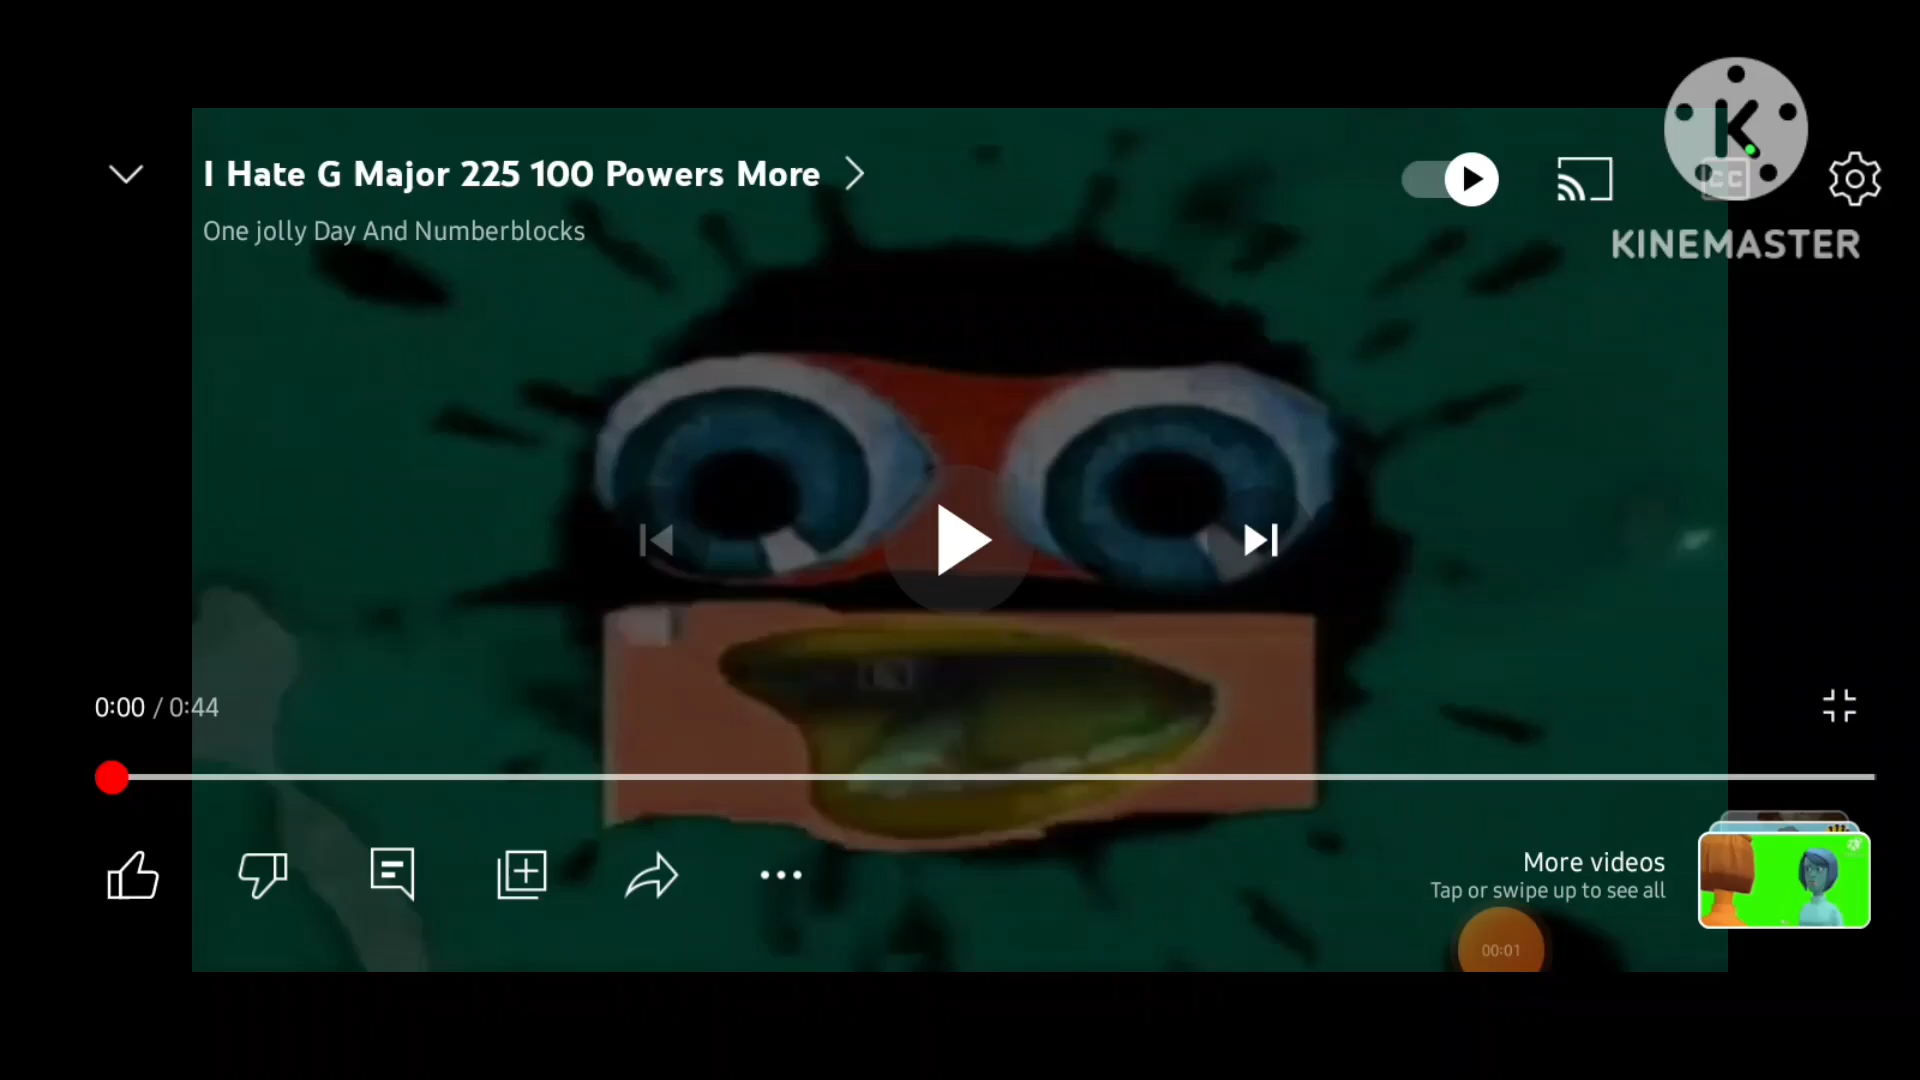 I Hate G Major 225 100 Powers More
One jolly Day And Numberblocks
K
CC
KINEMASTER
0:00 / 0:44
More videos
Tap or swipe up to see all
00:01